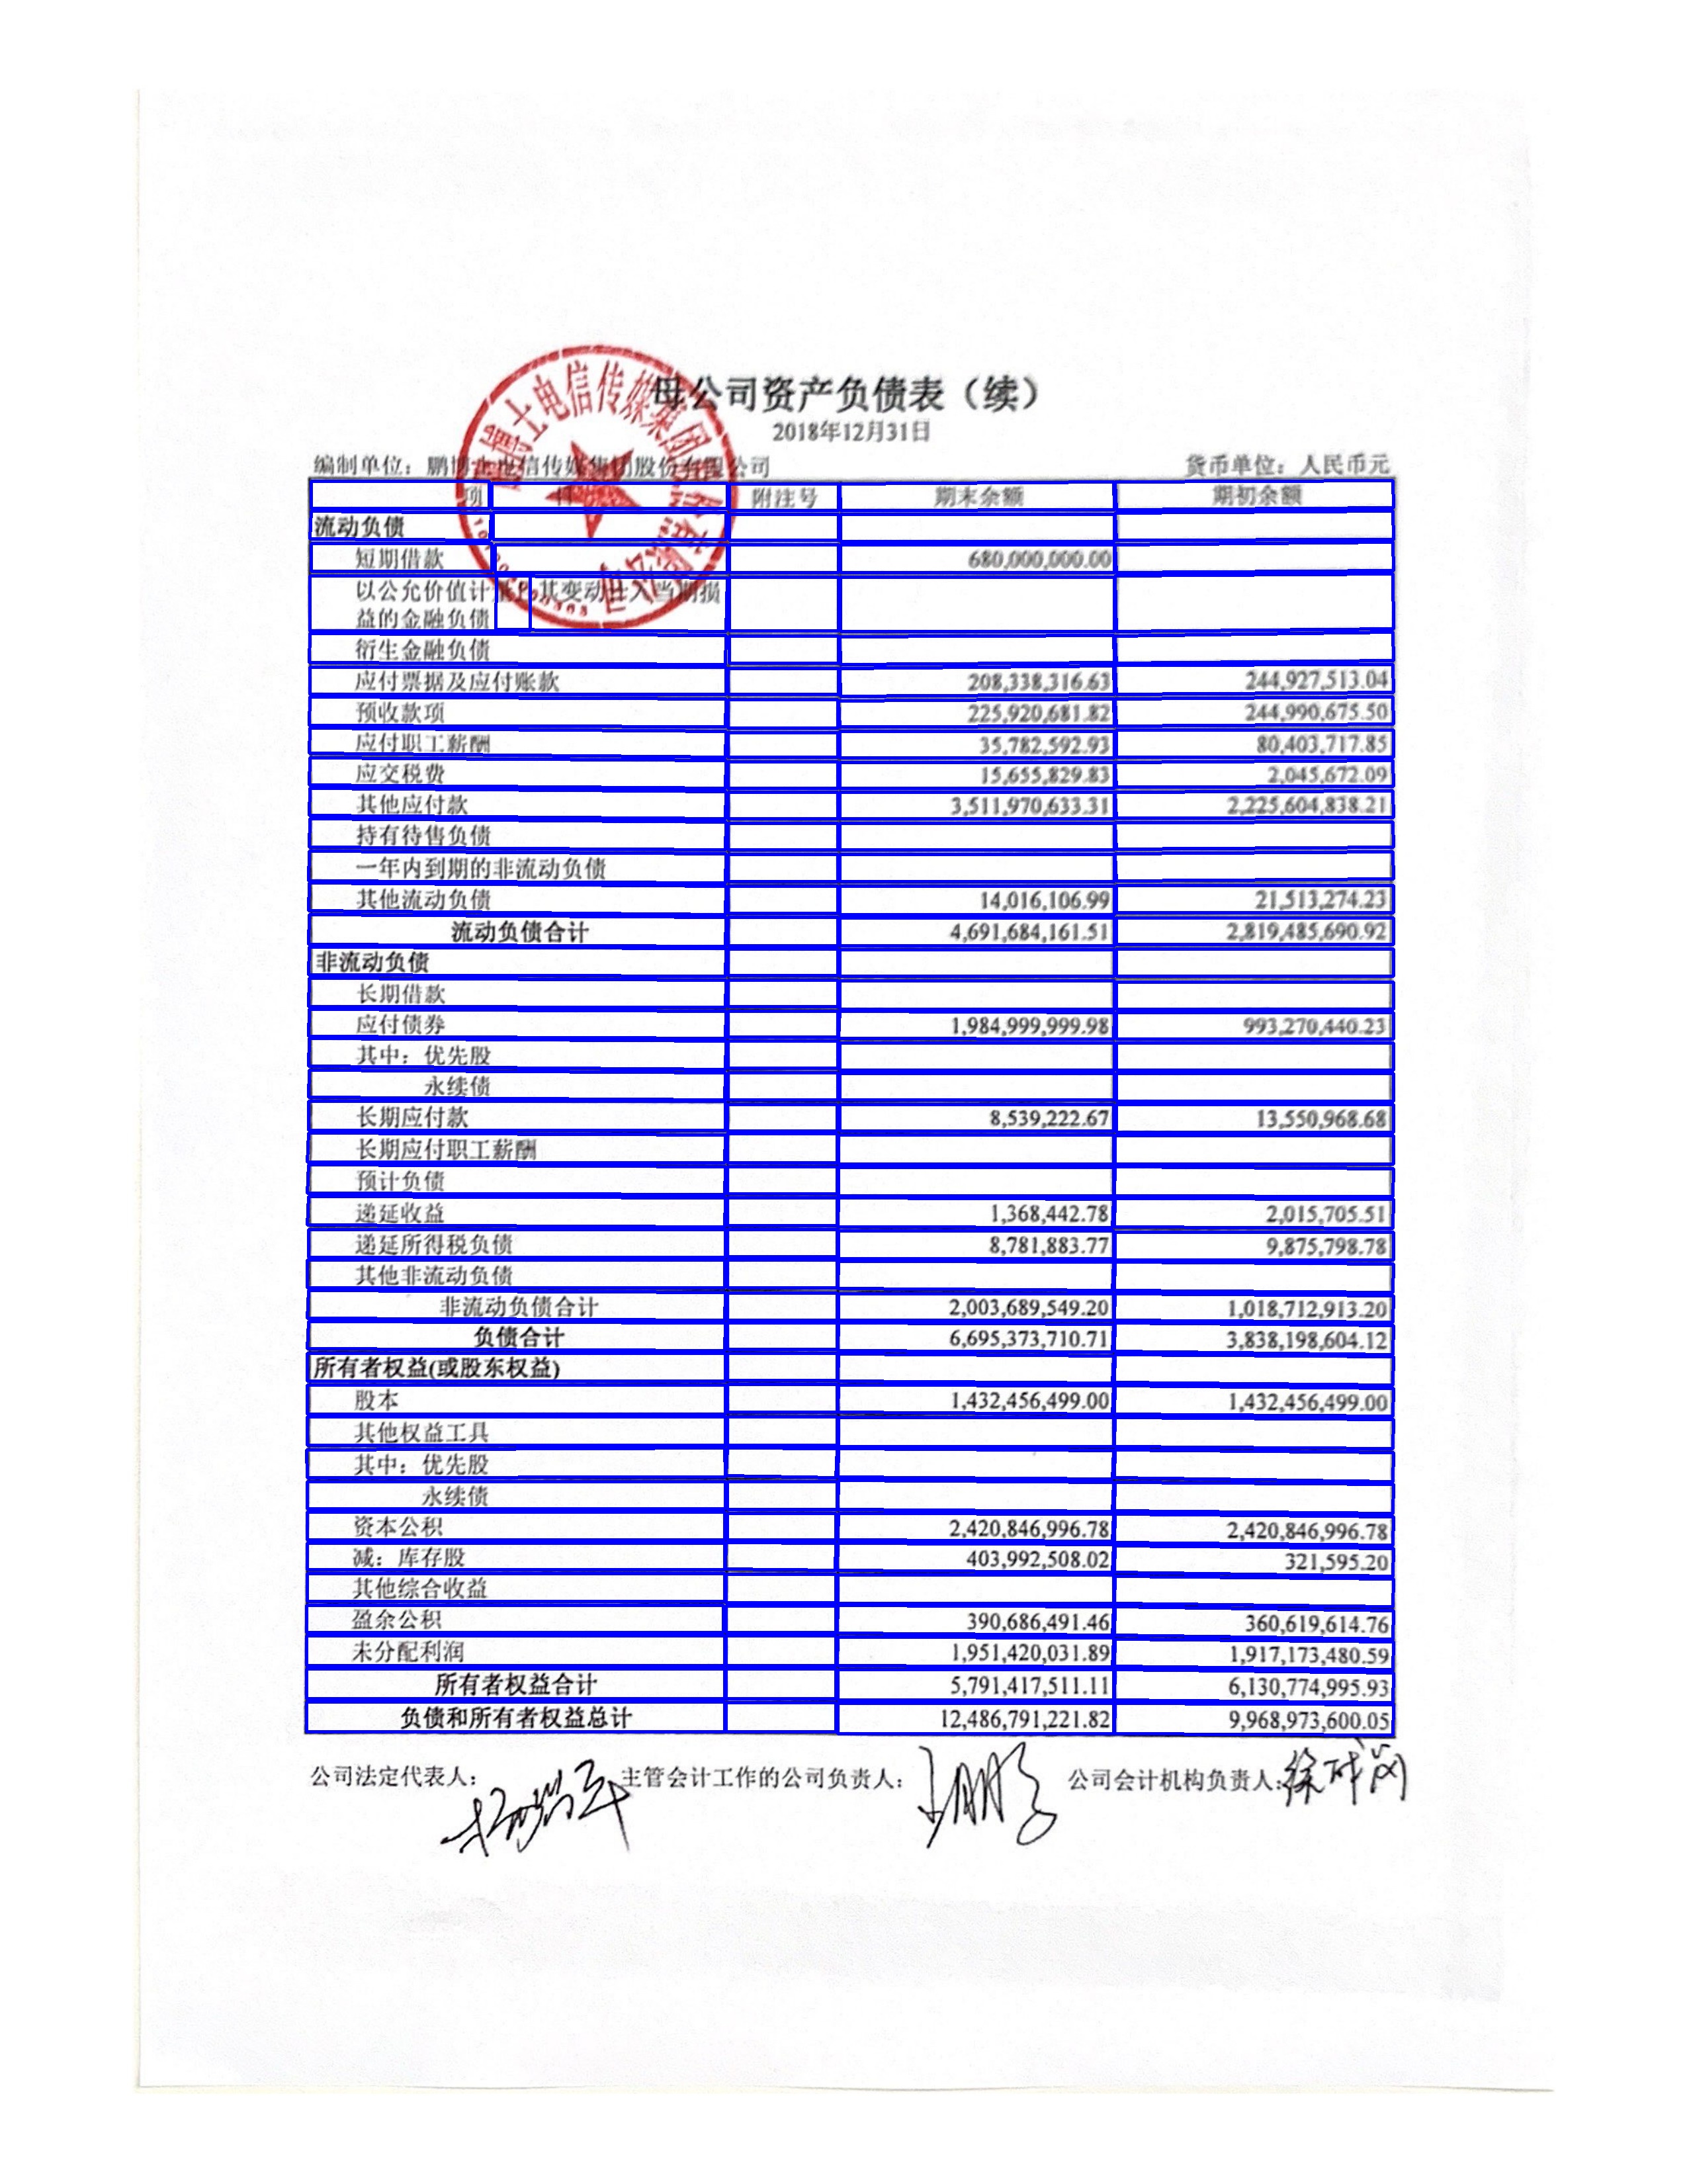 母公司资产负债表（续）
2018年12月31日
编制单位：鹏博士电信传媒集团股份有限公司 货币单位：人民币元
项 附注号 期末余额 期初余额
流动负债
短期借款 680,000,000.00
以公允价值计量且其变动计入当期损
益的金融负债
衍生金融负债
应付票据及应付账款 208,338,316.63 244,927,513.04
预收款项 225,920,681.82 244,990,675.50
应付职工薪酬 35,782,592.93 80,403,717.85
应交税费 15,655,829.83 2,045,672.09
其他应付款 3,511,970,633.31 2,225,604,838.21
持有待售负债
一年内到期的非流动负债
其他流动负债 14,016,106.99 21,513,274.23
流动负债合计 4,691,684,161.51 2,819,485,690.92
非流动负债
长期借款
应付债券 1,984,999,999.98 993,270,440.23
其中：优先股
永续债
长期应付款 8,539,222.67 13,550,968.68
长期应付职工薪酬
预计负债
递延收益 1,368,442.78 2,015,705.51
递延所得税负债 8,781,883.77 9,875,798.78
其他非流动负债
非流动负债合计 2,003,689,549.20 1,018,712,913.20
负债合计 6,695,373,710.71 3,838,198,604.12
所有者权益(或股东权益)
股本 1,432,456,499.00 1,432,456,499.00
其他权益工具
其中：优先股
永续债
资本公积 2,420,846,996.78 2,420,846,996.78
减：库存股 403,992,508.02 321,595.20
其他综合收益
盈余公积 390,686,491.46 360,619,614.76
未分配利润 1,951,420,031.89 1,917,173,480.59
所有者权益合计 5,791,417,511.11 6,130,774,995.93
负债和所有者权益总计 12,486,791,221.82 9,968,973,600.05
公司法定代表人： 主管会计工作的公司负责人： 公司会计机构负责人：